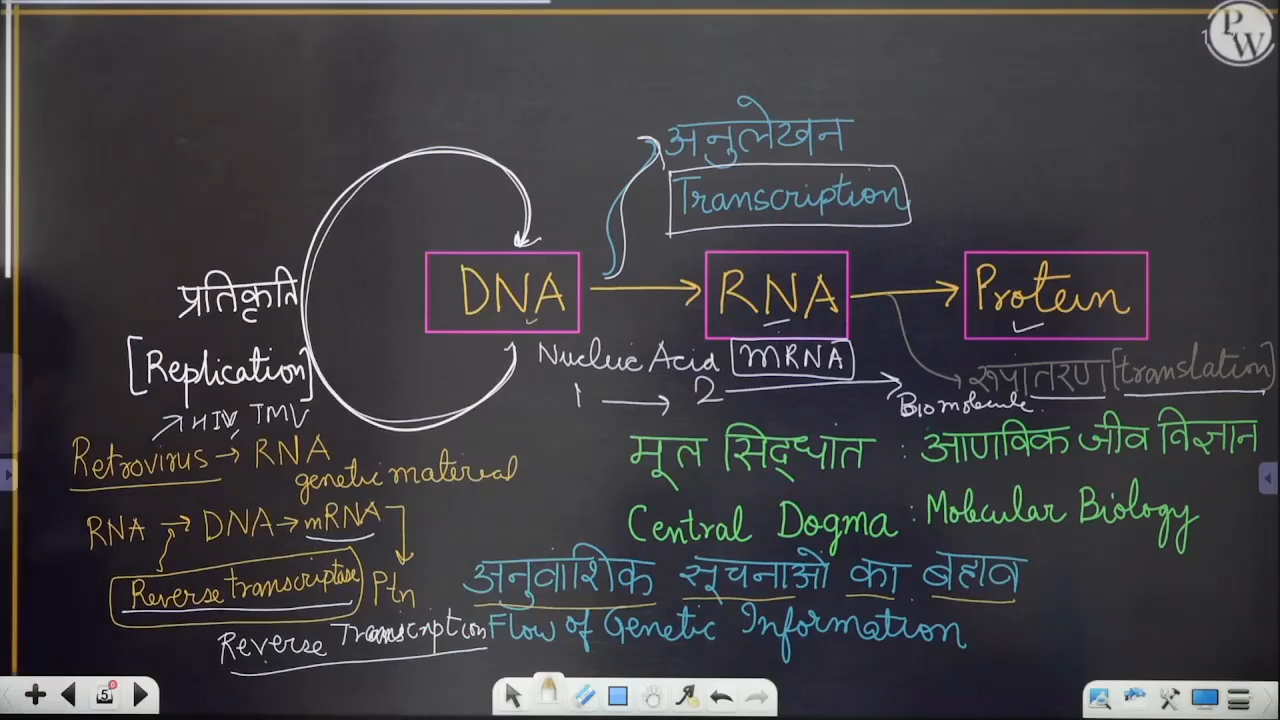 PW
अनुलेखन
Transcription
DNA → RNA → Protein
प्रतिकृति
[Replication]
Nucleic Acid mRNA
1 → 2 → Biomolecule
रूपांतरण [translation]
HIV, TMV
Retrovirus → RNA
genetic material
RNA → DNA → mRNA
Reverse transcriptase
Ptn
Reverse Transcription
मूल सिद्धांत : आणविक जीव विज्ञान
Central Dogma : Molecular Biology
अनुवांशिक सूचनाओं का बहाव
Flow of Genetic Information
5